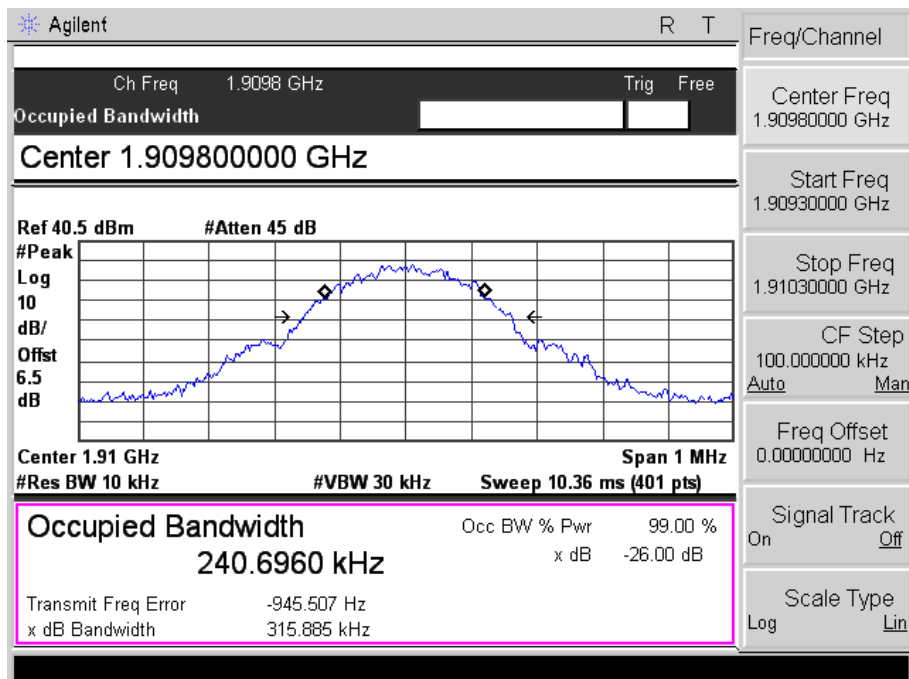 Agilent R T
Ch Freq 1.9098 GHz Trig Free
Occupied Bandwidth
Center 1.909800000 GHz
Ref 40.5 dBm #Atten 45 dB
#Peak
Log
10
dB/
Offst
6.5
dB
Center 1.91 GHz Span 1 MHz
#Res BW 10 kHz #VBW 30 kHz Sweep 10.36 ms (401 pts)
Occupied Bandwidth Occ BW % Pwr 99.00 %
240.6960 kHz x dB -26.00 dB
Transmit Freq Error -945.507 Hz
x dB Bandwidth 315.885 kHz
Freq/Channel
Center Freq
1.90980000 GHz
Start Freq
1.90930000 GHz
Stop Freq
1.91030000 GHz
CF Step
100.000000 kHz
Auto Man
Freq Offset
0.00000000 Hz
Signal Track
On Off
Scale Type
Log Lin